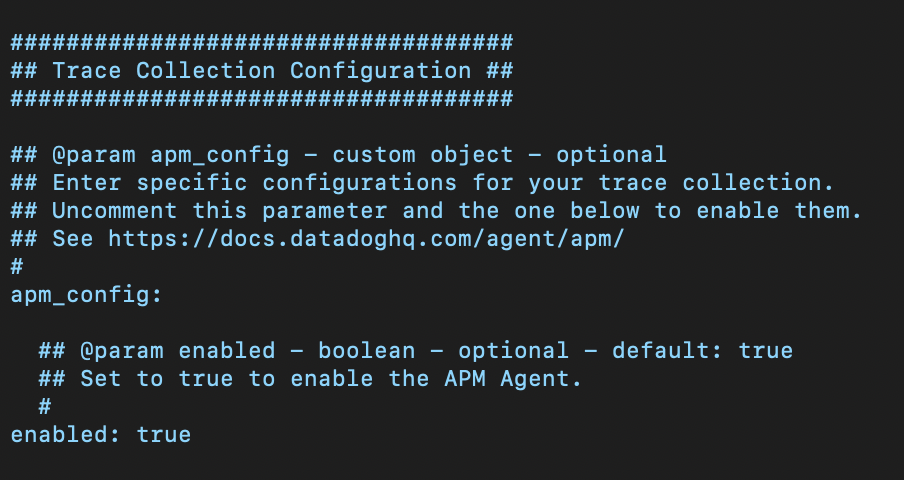 ####################################
## Trace Collection Configuration ##
####################################
## @param apm_config - custom object - optional
## Enter specific configurations for your trace collection.
## Uncomment this parameter and the one below to enable them.
## See https://docs.datadoghq.com/agent/apm/
#
apm_config:
## @param enabled - boolean - optional - default: true
## Set to true to enable the APM Agent.
#
enabled: true